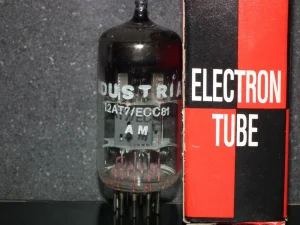 DUSTRIA
12AT7/ECC81
AM
ELECTRON
TUBE